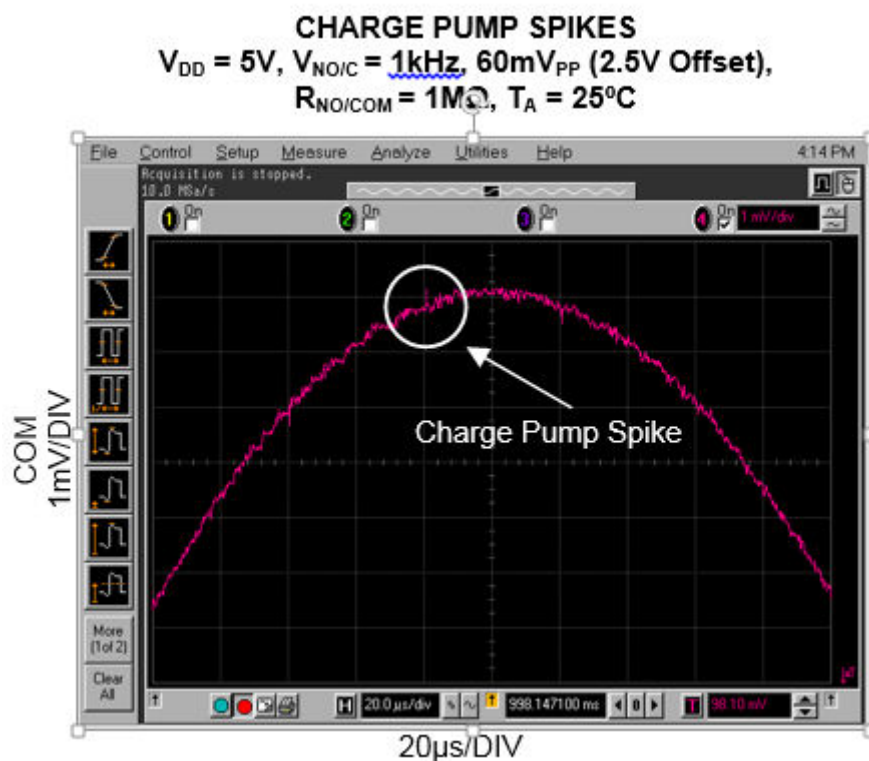 CHARGE PUMP SPIKES
VDD = 5V, VNO/C = 1kHz, 60mVPP (2.5V Offset),
RNO/COM = 1MΩ, TA = 25⁰C
File Control Setup Measure Analyze Utilities Help 4:14 PM
Acquisition is stopped.
10.0 MSa/s
1 On 2 On 3 On 4 On 1 mV/div
Charge Pump Spike
COM
1mV/DIV
More
(1of 2)
Clear
All
H 20.0 µs/div 998.147100 ms 0 T 98.10 mV
20µs/DIV